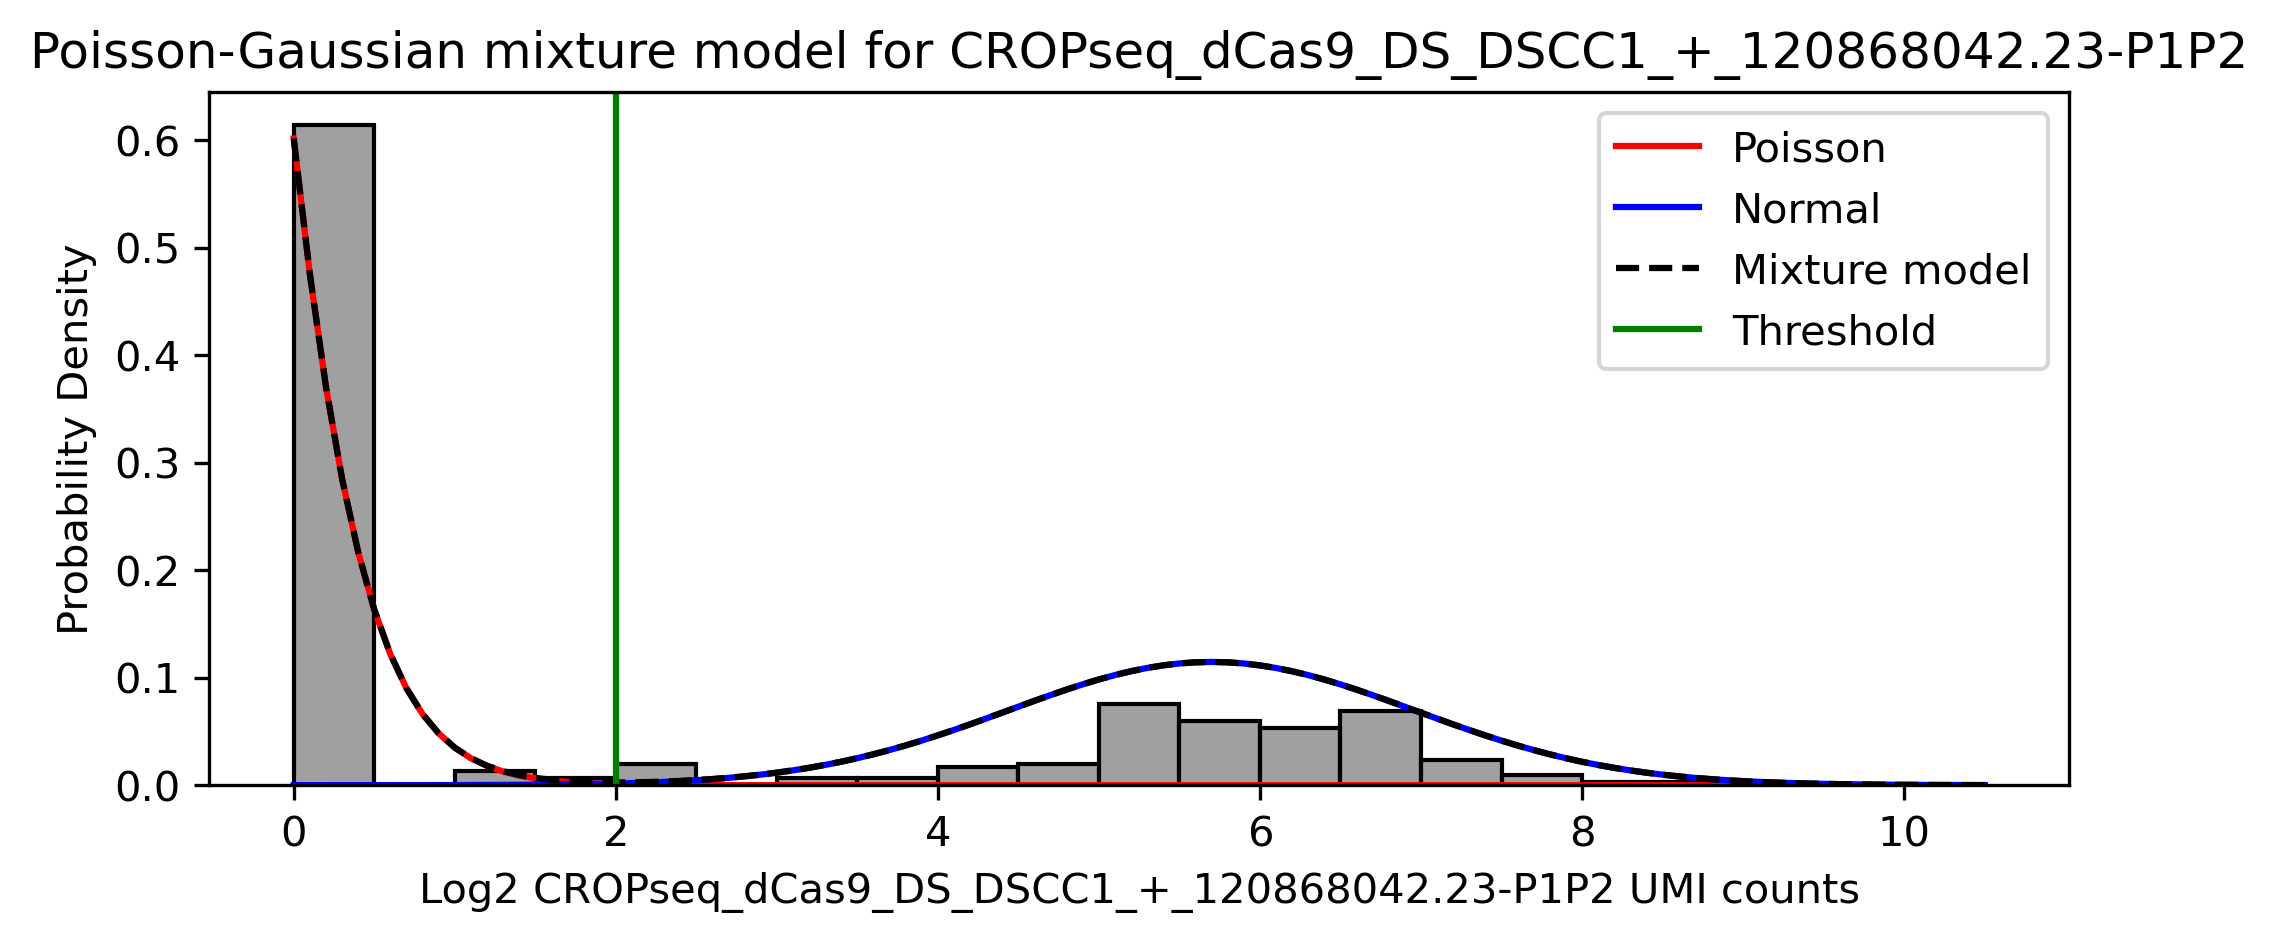 Poisson-Gaussian mixture model for CROPseq_dCas9_DS_DSCC1_+_120868042.23-P1P2
Probability Density
0.6
0.5
0.4
0.3
0.2
0.1
0.0
0 2 4 6 8 10
Log2 CROPseq_dCas9_DS_DSCC1_+_120868042.23-P1P2 UMI counts
Poisson
Normal
Mixture model
Threshold